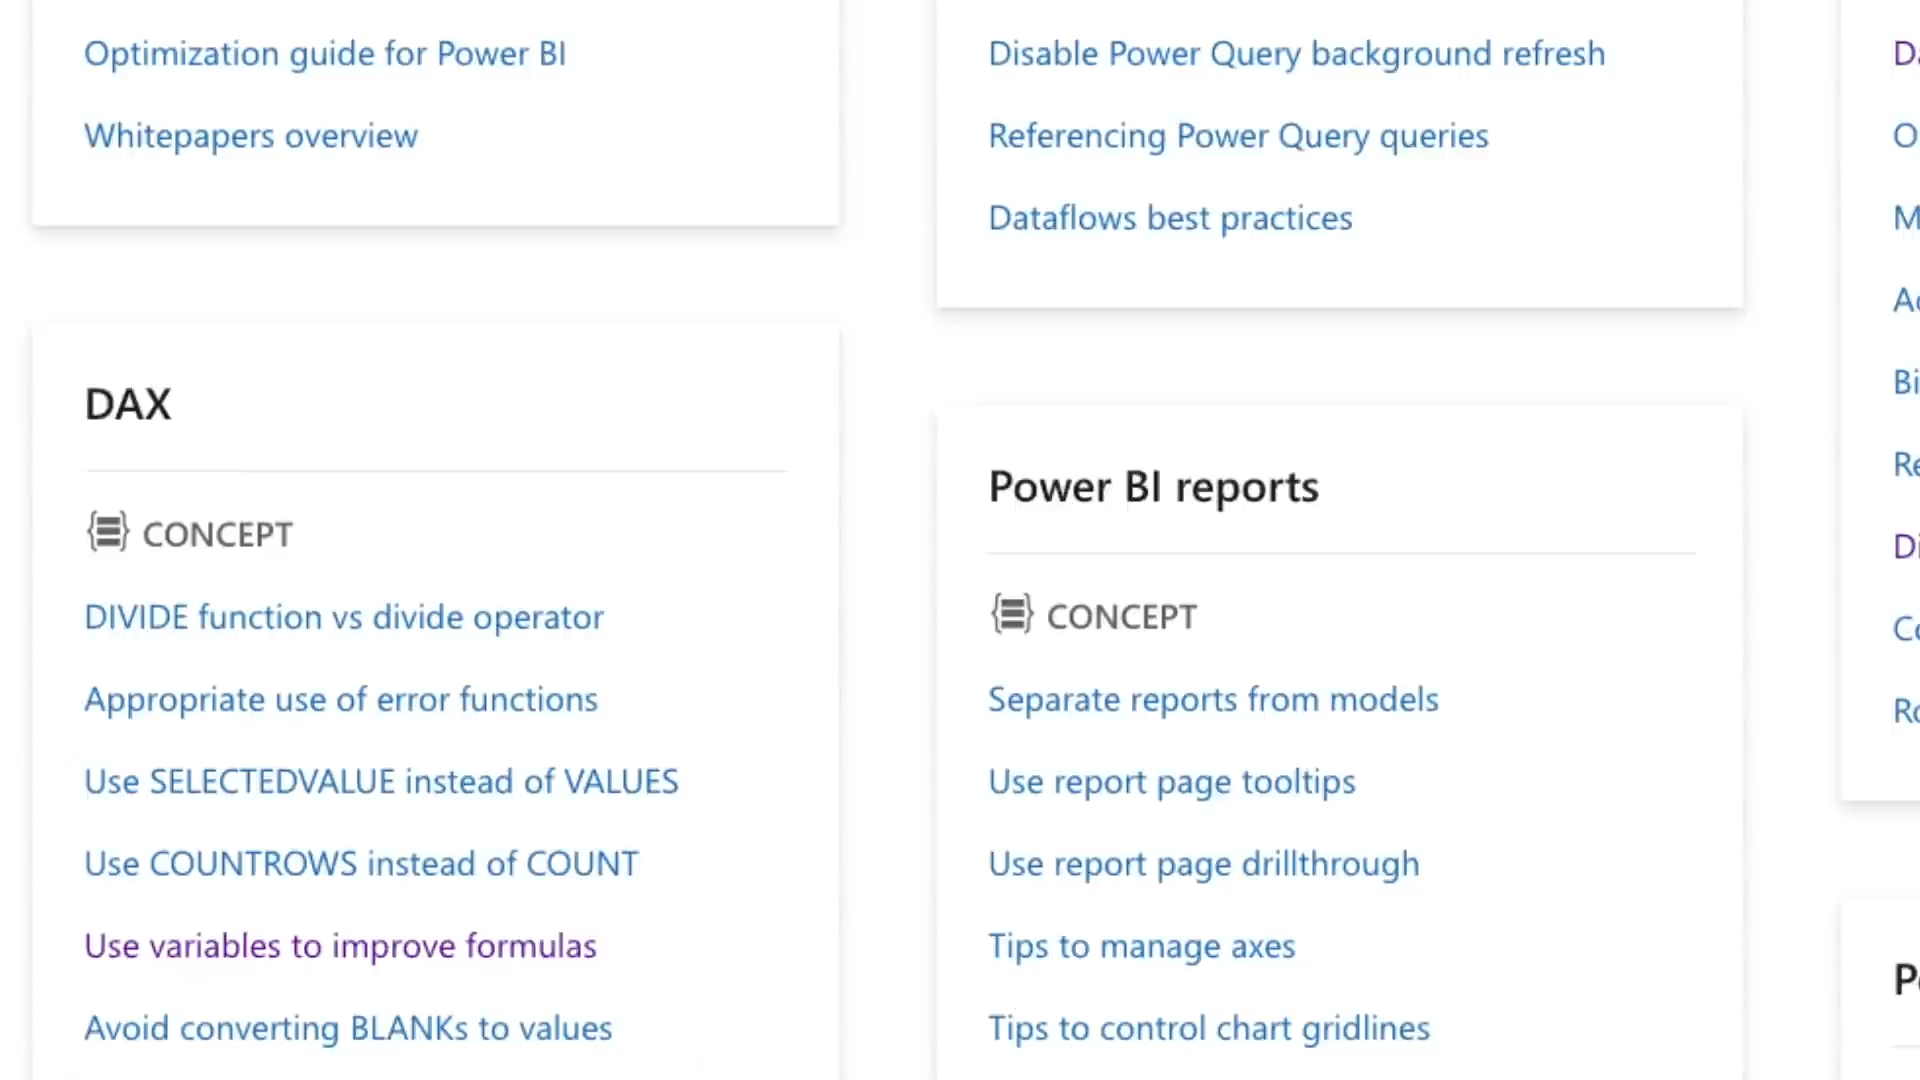 Optimization guide for Power BI
Whitepapers overview
DAX
CONCEPT
DIVIDE function vs divide operator
Appropriate use of error functions
Use SELECTEDVALUE instead of VALUES
Use COUNTROWS instead of COUNT
Use variables to improve formulas
Avoid converting BLANKs to values
Disable Power Query background refresh
Referencing Power Query queries
Dataflows best practices
Power BI reports
CONCEPT
Separate reports from models
Use report page tooltips
Use report page drillthrough
Tips to manage axes
Tips to control chart gridlines